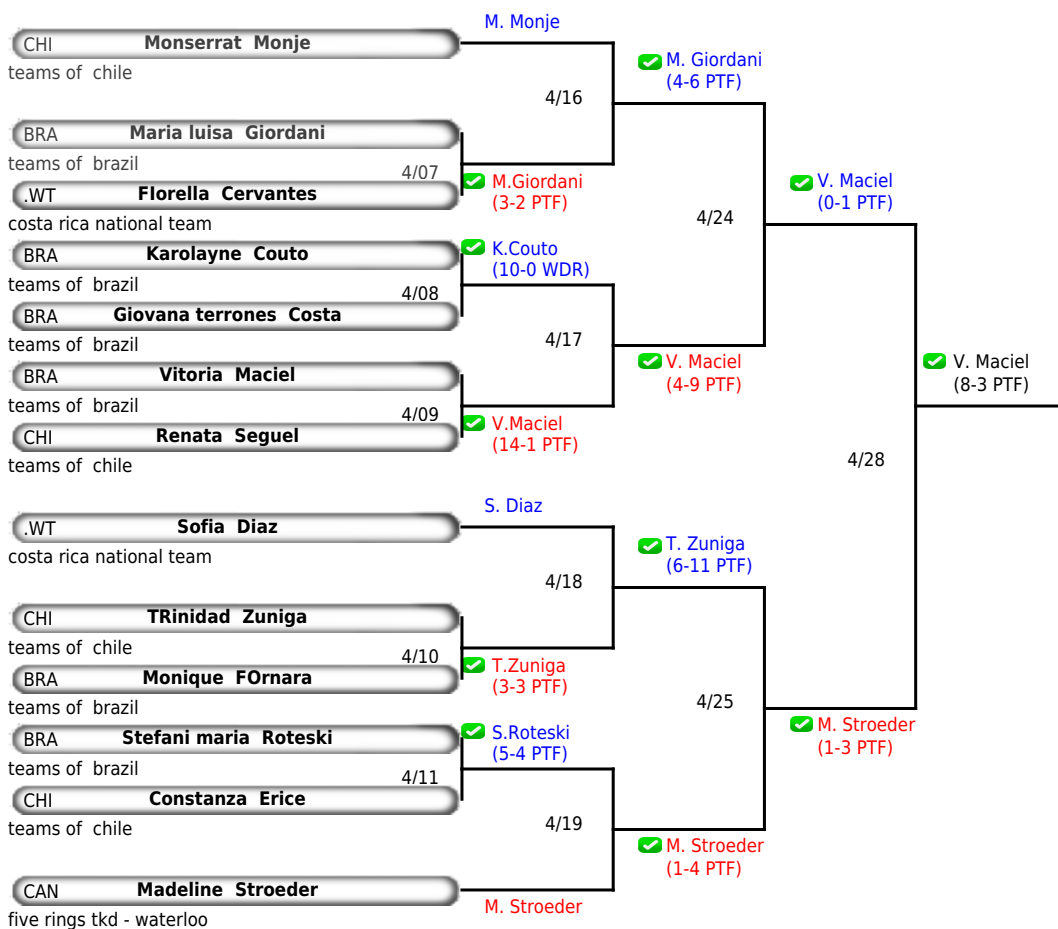 M. Monje
CHI Monserrat Monje
teams of chile
M. Giordani
(4-6 PTF)
4/16
BRA Maria luisa Giordani
teams of brazil
4/07
M.Giordani
(3-2 PTF)
.WT FIorella Cervantes
costa rica national team
V. Maciel
(0-1 PTF)
4/24
BRA Karolayne Couto
teams of brazil
K.Couto
(10-0 WDR)
4/08
BRA Giovana terrones Costa
teams of brazil
4/17
BRA Vitoria Maciel
teams of brazil
V. Maciel
(4-9 PTF)
V. Maciel
(8-3 PTF)
4/09
V.Maciel
(14-1 PTF)
CHI Renata Seguel
teams of chile
4/28
S. Diaz
.WT Sofia Diaz
costa rica national team
T. Zuniga
(6-11 PTF)
4/18
CHI TRinidad Zuniga
teams of chile
4/10
T.Zuniga
(3-3 PTF)
BRA Monique FOrnara
teams of brazil
4/25
BRA Stefani maria Roteski
teams of brazil
S.Roteski
(5-4 PTF)
M. Stroeder
(1-3 PTF)
4/11
CHI Constanza Erice
teams of chile
4/19
M. Stroeder
(1-4 PTF)
CAN Madeline Stroeder
five rings tkd - waterloo
M. Stroeder